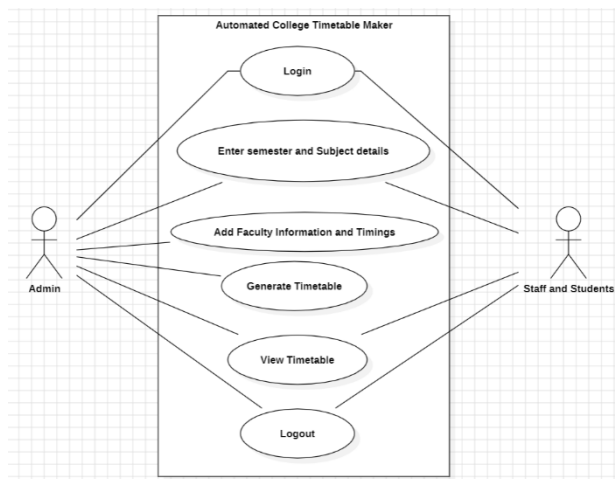 Automated College Timetable Maker
Login
Enter semester and Subject details
Add Faculty Information and Timings
Generate Timetable
Admin
Staff and Students
View Timetable
Logout